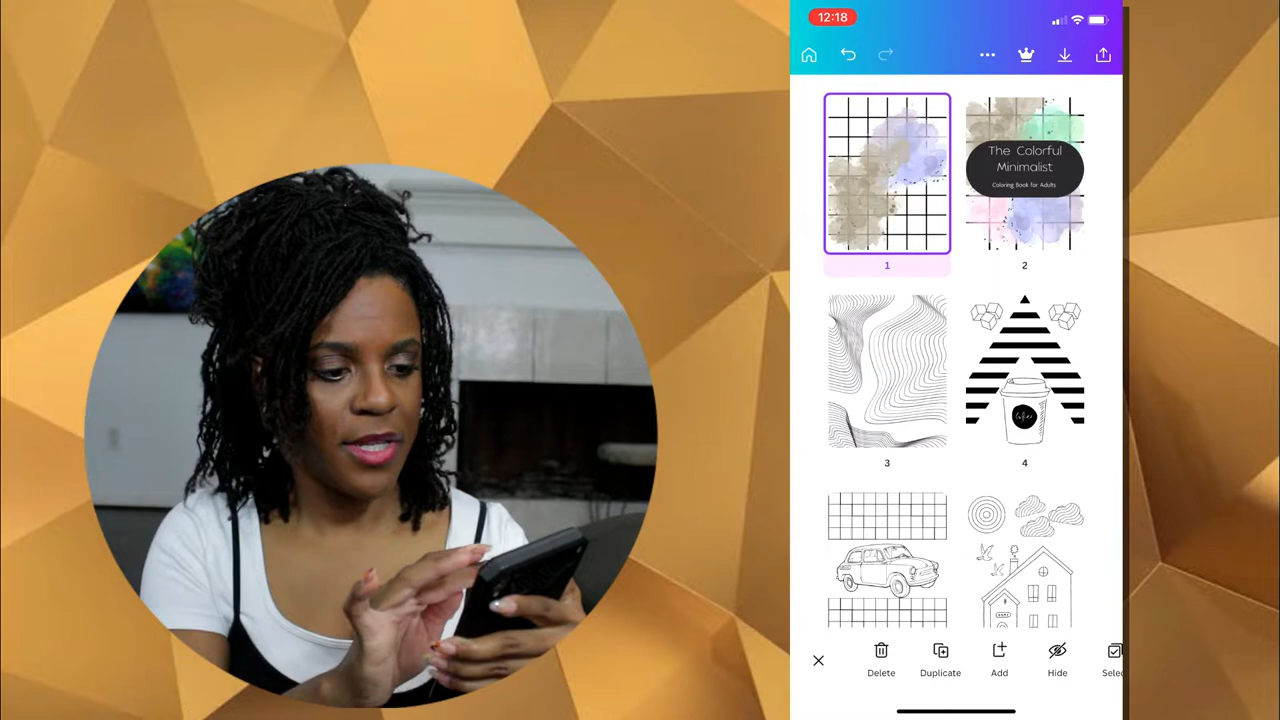 12:18
The Colorful
Minimalist
Coloring Book for Adults
1
2
3
4
Delete
Duplicate
Add
Hide